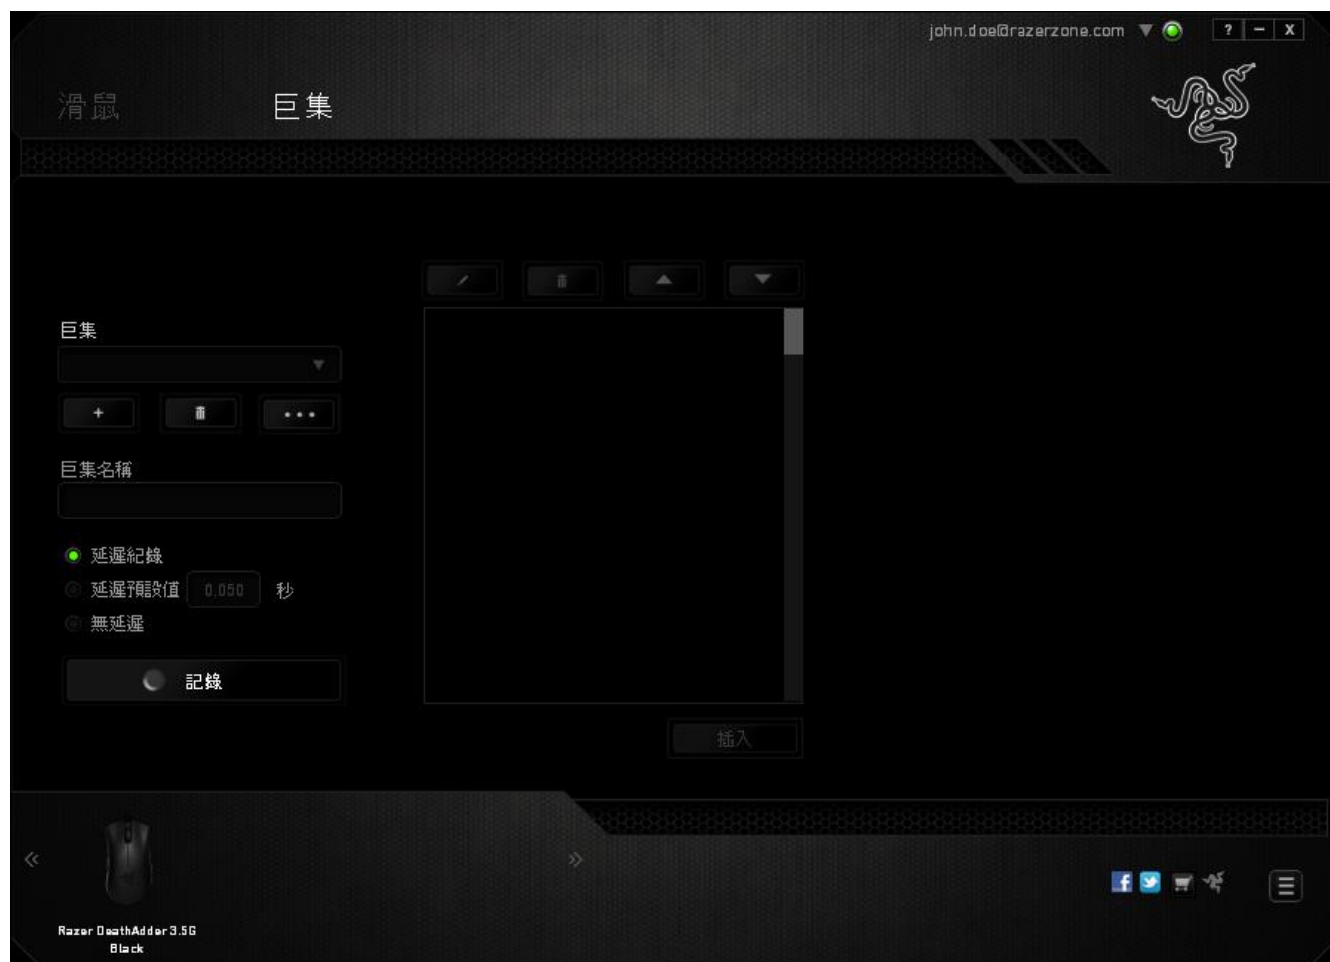 john.doe@razerzone.com
? - X
滑鼠 巨集
巨集
巨集名稱
延遲紀錄
延遲預設值 0.050 秒
無延遲
記錄
插入
Razer DeathAdder 3.5G
Black